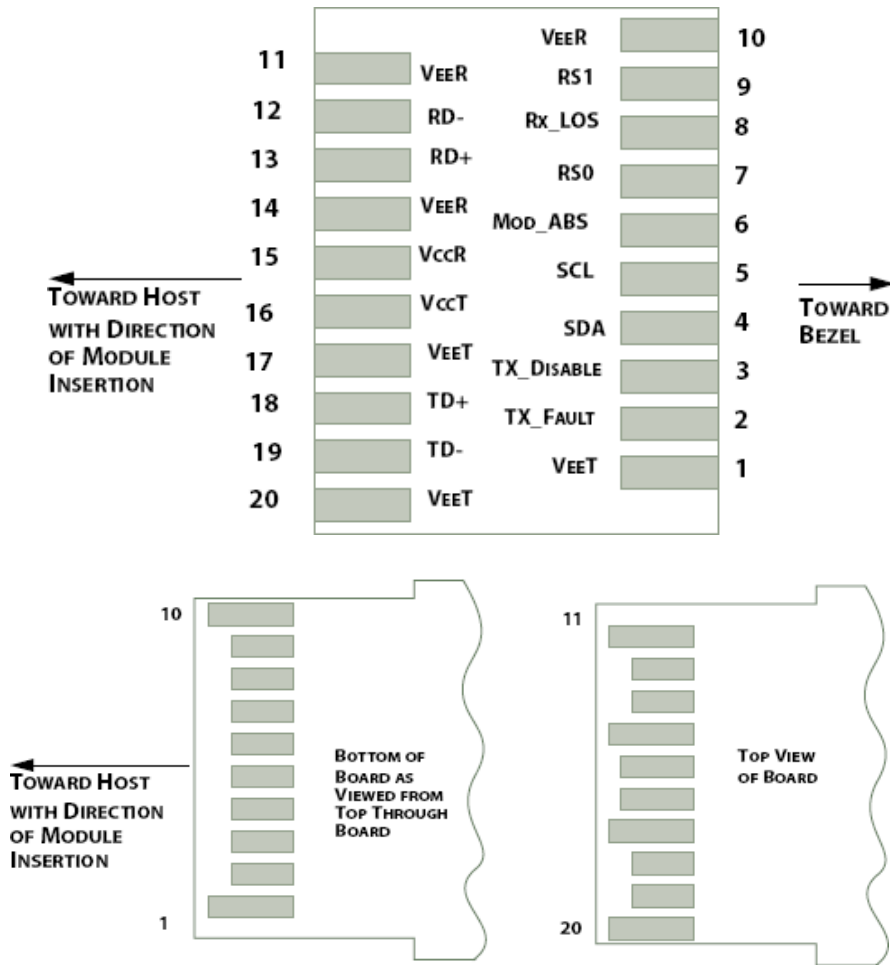 VEER 10
11 VEER RS1 9
12 RD- RX_LOS 8
13 RD+ RS0 7
14 VEER MOD_ABS 6
15 VCCR SCL 5
16 VCCT SDA 4
17 VEET TX_DISABLE 3
18 TD+ TX_FAULT 2
19 TD- VEET 1
20 VEET
TOWARD HOST
WITH DIRECTION
OF MODULE
INSERTION
TOWARD
BEZEL
10
1
BOTTOM OF
BOARD AS
VIEWED FROM
TOP THROUGH
BOARD
TOWARD HOST
WITH DIRECTION
OF MODULE
INSERTION
11
20
TOP VIEW
OF BOARD